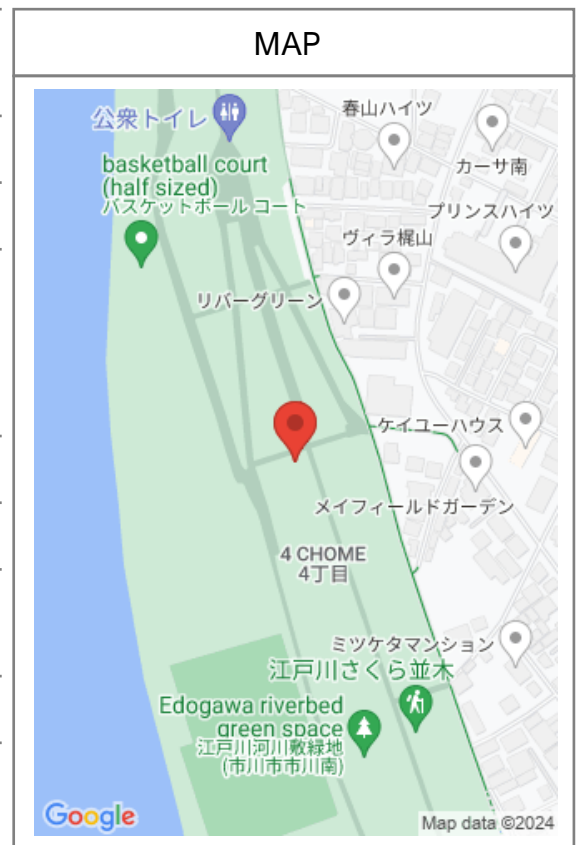 MAP
春山ハイツ
公衆トイレ
カーサ南
basketball court
(half sized)
バスケットボール コート
プリンスハイツ
ヴィラ梶山
リバーグリーン
ケイユーハウス
メイフィールドガーデン
4 CHOME
4丁目
ミツケタマンション
江戸川さくら並木
Edogawa riverbed
green space
江戸川河川敷緑地
(市川市市川南)
Google
Map data ©2024